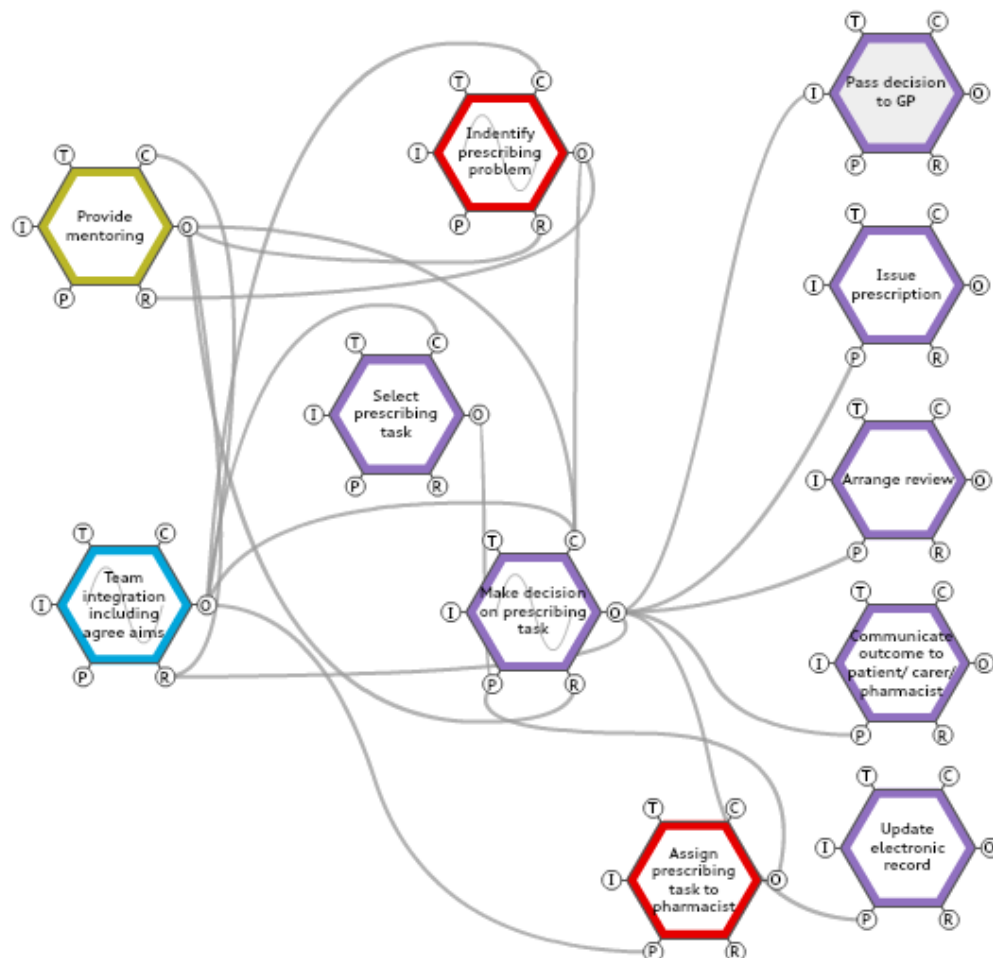 T C
Indentify
prescribing
problem
I O
P R
T C
Provide
mentoring
I O
P R
T C
Select
prescribing
task
I O
P R
T C
Team
integration
including
agree aims
I O
P R
T C
Make decision
on prescribing
task
I O
P R
T C
Assign
prescribing
task to
pharmacist
I O
P R
T C
Pass decision
to GP
I O
P R
T C
Issue
prescription
I O
P R
T C
Arrange review
I O
P R
T C
Communicate
outcome to
patient/ carer/
pharmacist
I O
P R
T C
Update
electronic
record
I O
P R